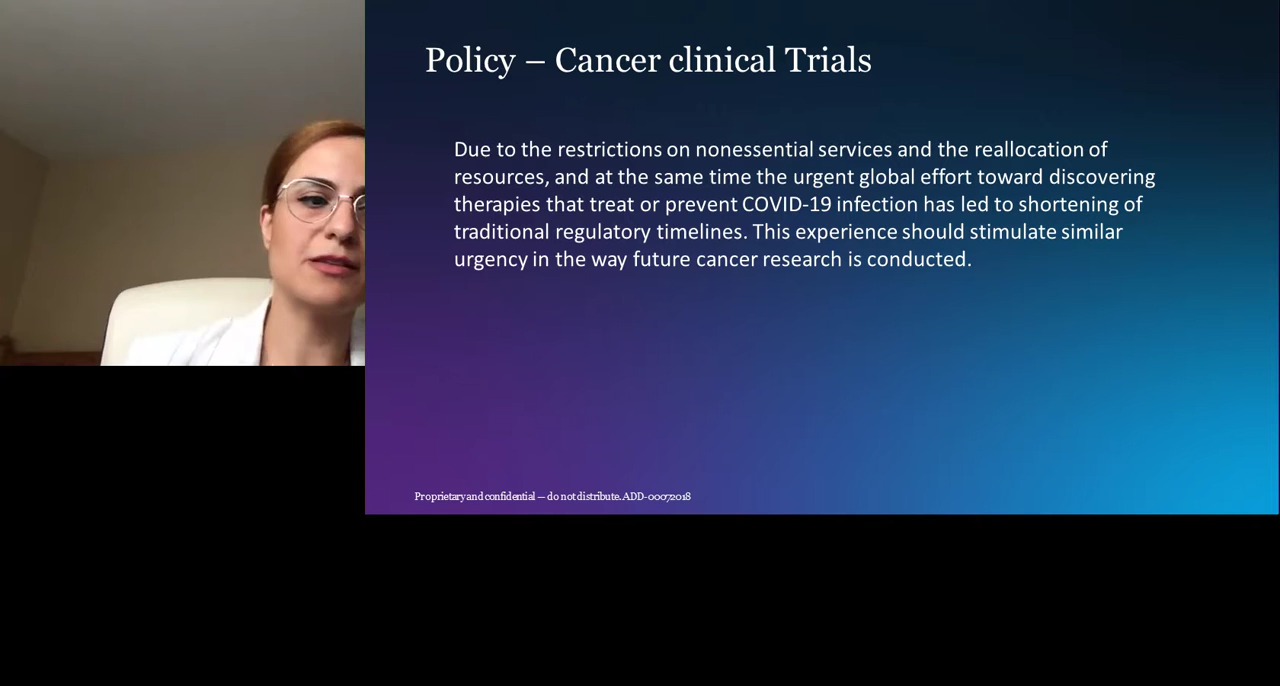 Policy – Cancer clinical Trials
Due to the restrictions on nonessential services and the reallocation of
resources, and at the same time the urgent global effort toward discovering
therapies that treat or prevent COVID-19 infection has led to shortening of
traditional regulatory timelines. This experience should stimulate similar
urgency in the way future cancer research is conducted.
Proprietary and confidential — do not distribute. ADD-00072018